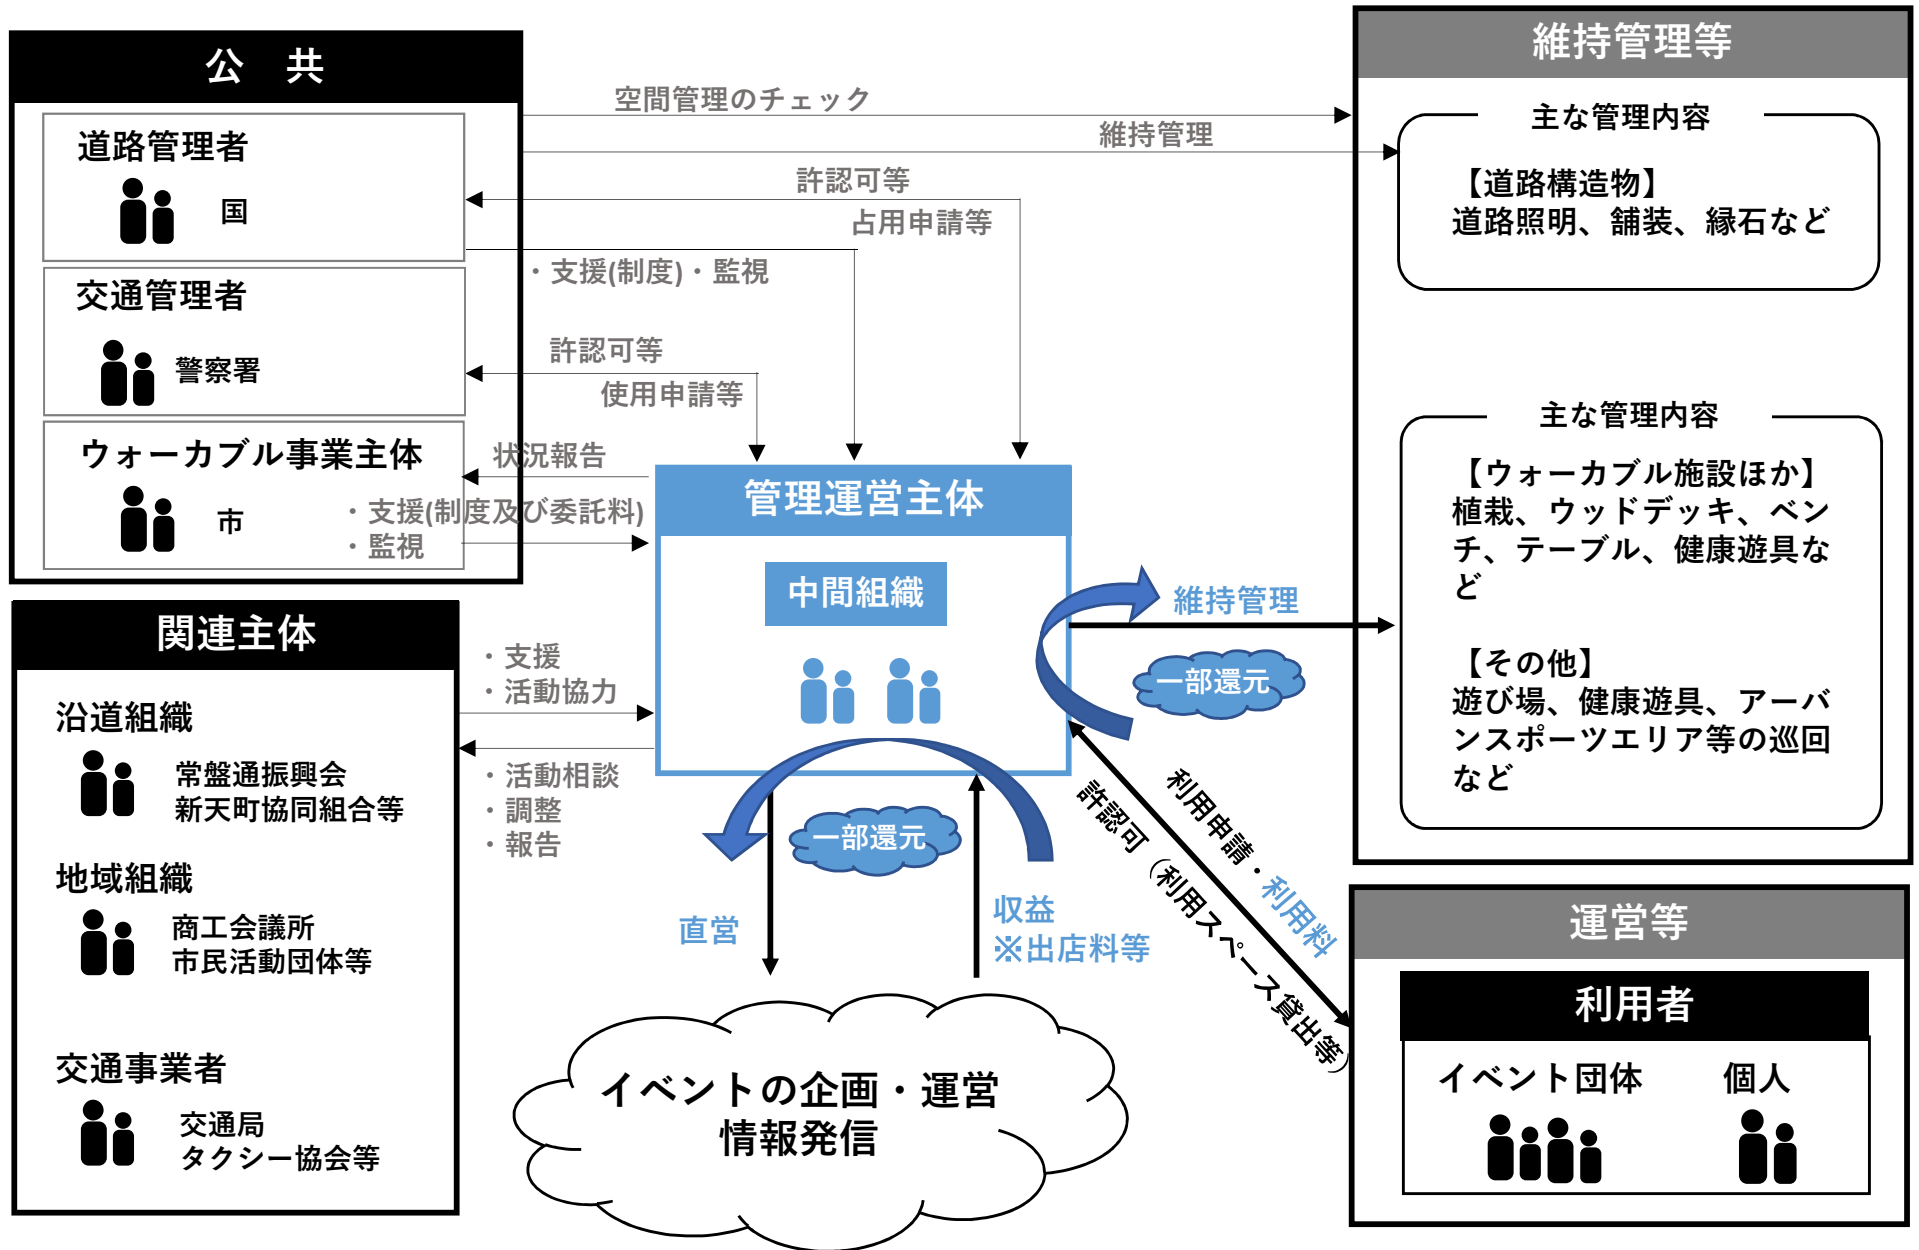 公　共
道路管理者
国
交通管理者
警察署
ウォーカブル事業主体
市
空間管理のチェック
維持管理
許認可等
占用申請等
・支援(制度)・監視
許認可等
使用申請等
状況報告
・支援(制度及び委託料)
・監視
関連主体
沿道組織
常盤通振興会
新天町協同組合等
地域組織
商工会議所
市民活動団体等
交通事業者
交通局
タクシー協会等
・支援
・活動協力
・活動相談
・調整
・報告
管理運営主体
中間組織
維持管理
一部還元
一部還元
直営
収益
※出店料等
利用申請・利用料
許認可（利用スペース貸出等）
イベントの企画・運営
情報発信
維持管理等
主な管理内容
【道路構造物】
道路照明、舗装、縁石など
主な管理内容
【ウォーカブル施設ほか】
植栽、ウッドデッキ、ベン
チ、テーブル、健康遊具な
ど
【その他】
遊び場、健康遊具、アーバ
ンスポーツエリア等の巡回
など
運営等
利用者
イベント団体
個人